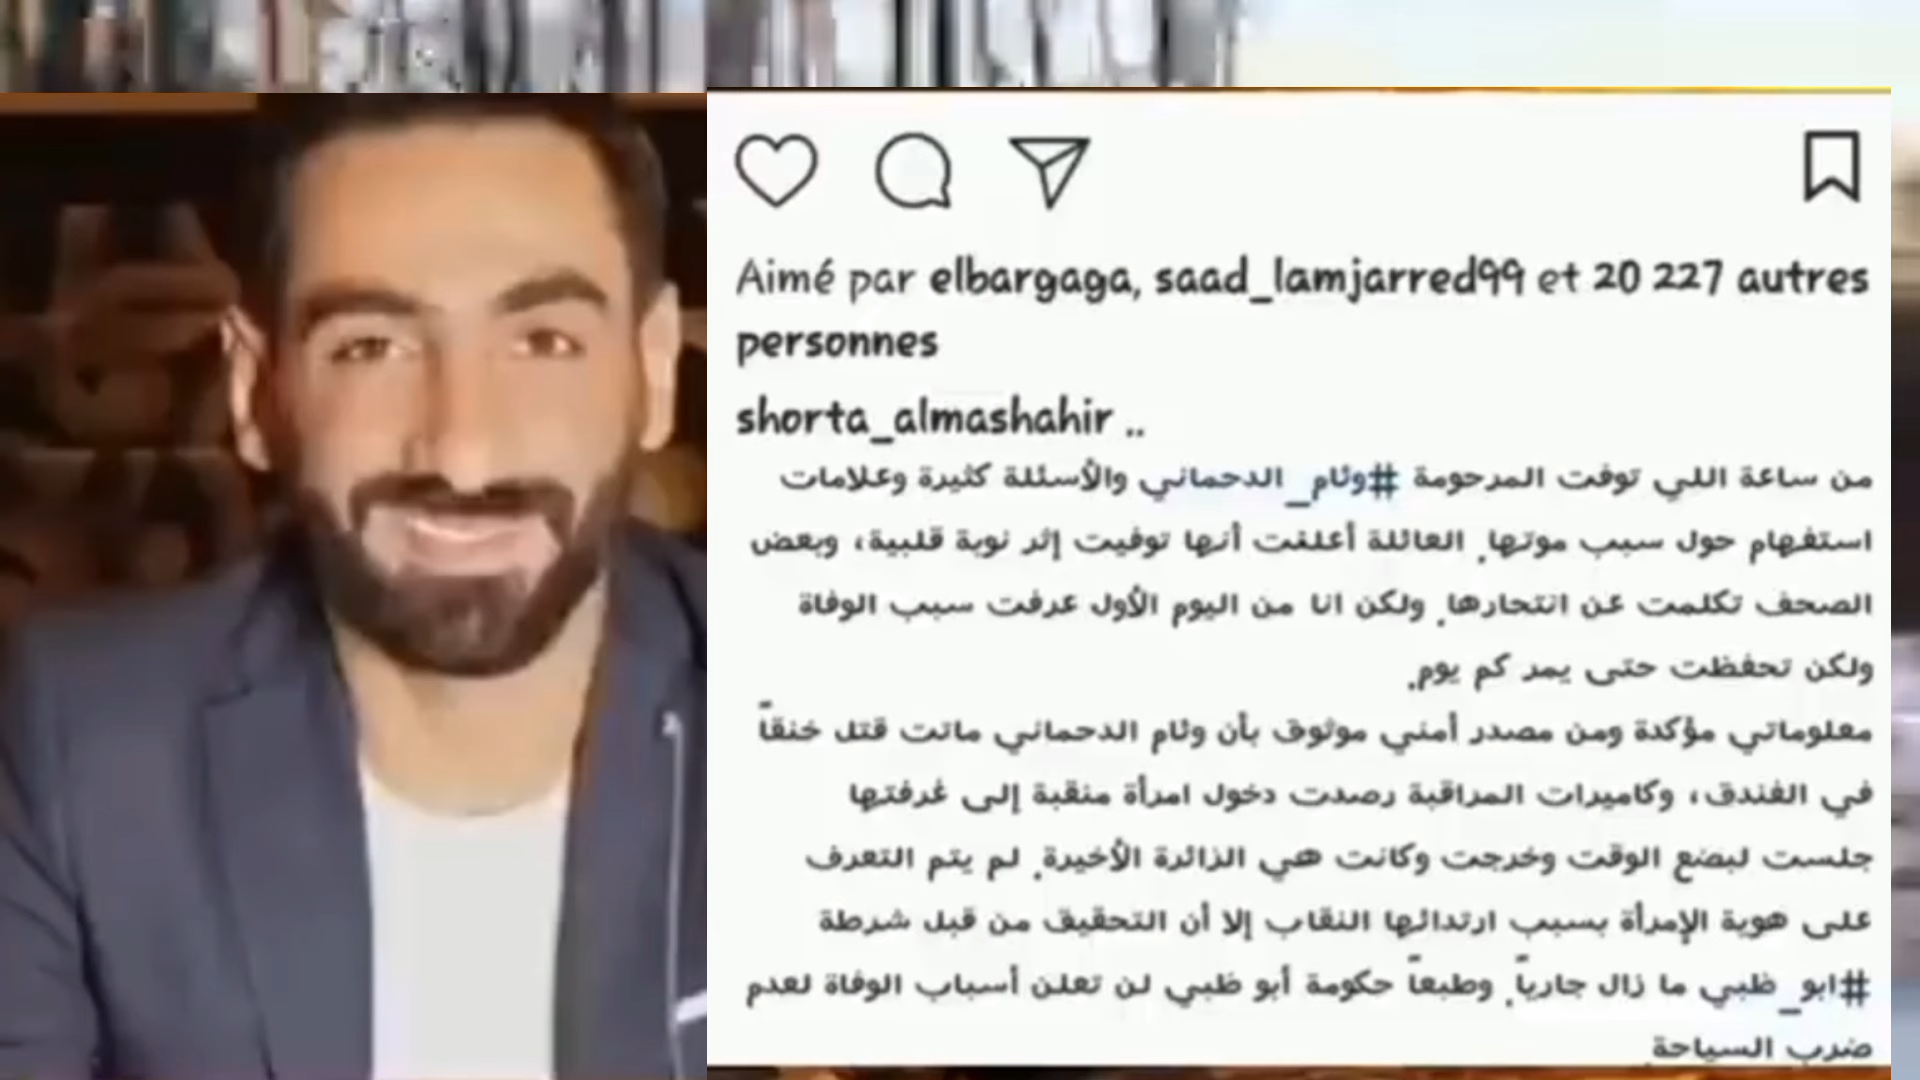 Aimé par elbargaga, saad_lamjarred99 et 20 227 autres
personnes
shorta_almashahir ..
من ساعة اللي توفت المرحومة #وئام_الدحماني والأسئلة كثيرة وعلامات
استفهام حول سبب موتها. العائلة أعلنت أنها توفيت إثر نوبة قلبية، وبعض
الصحف تكلمت عن انتحارها. ولكن انا من اليوم الأول عرفت سبب الوفاة
ولكن تحفظت حتى يمر كم يوم.
معلوماتي مؤكدة ومن مصدر أمني موثوق بأن وئام الدحماني ماتت قتل خنقاً
في الفندق، وكاميرات المراقبة رصدت دخول امرأة منقبة إلى غرفتها
جلست لبضع الوقت وخرجت وكانت هي الزائرة الأخيرة. لم يتم التعرف
على هوية الإمرأة بسبب ارتدائها النقاب إلا أن التحقيق من قبل شرطة
#ابو_ظبي ما زال جارياً. وطبعاً حكومة أبو ظبي لن تعلن أسباب الوفاة لعدم
ضرب السياحة.